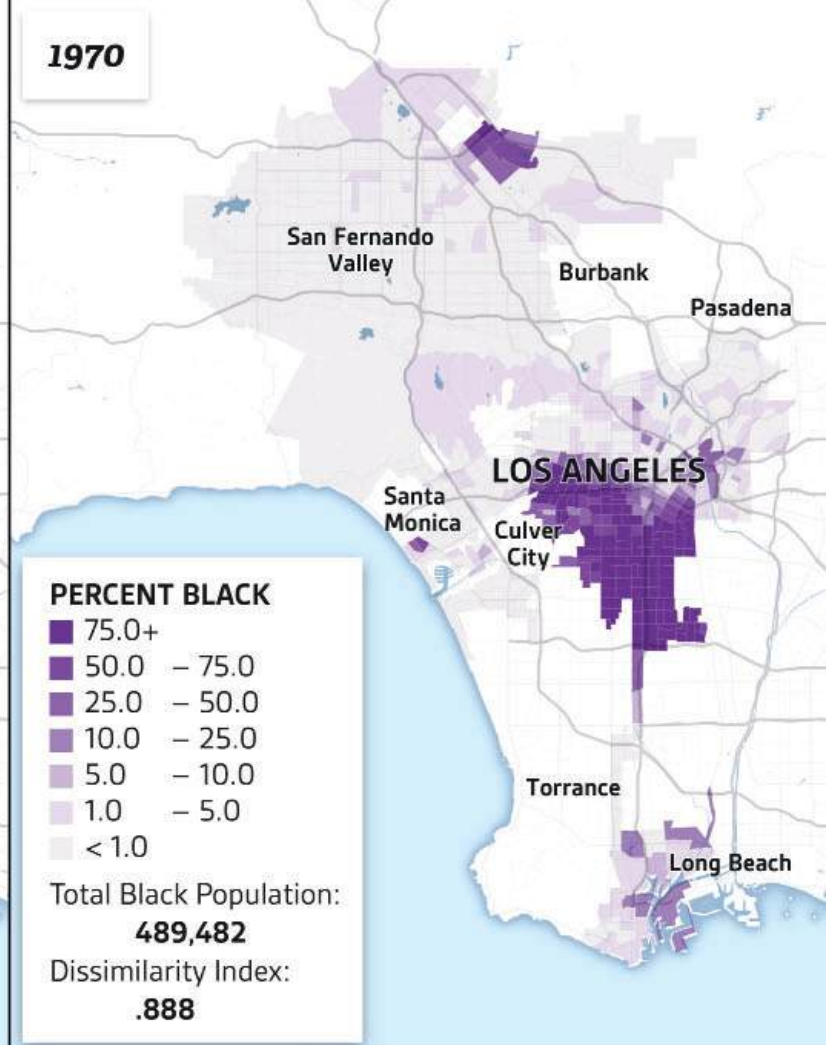 1970
San Fernando
Valley
Burbank
Pasadena
LOS ANGELES
Santa
Monica
Culver
City
PERCENT BLACK
75.0+
50.0 – 75.0
25.0 – 50.0
10.0 – 25.0
5.0 – 10.0
1.0 – 5.0
< 1.0
Total Black Population:
489,482
Dissimilarity Index:
.888
Torrance
Long Beach